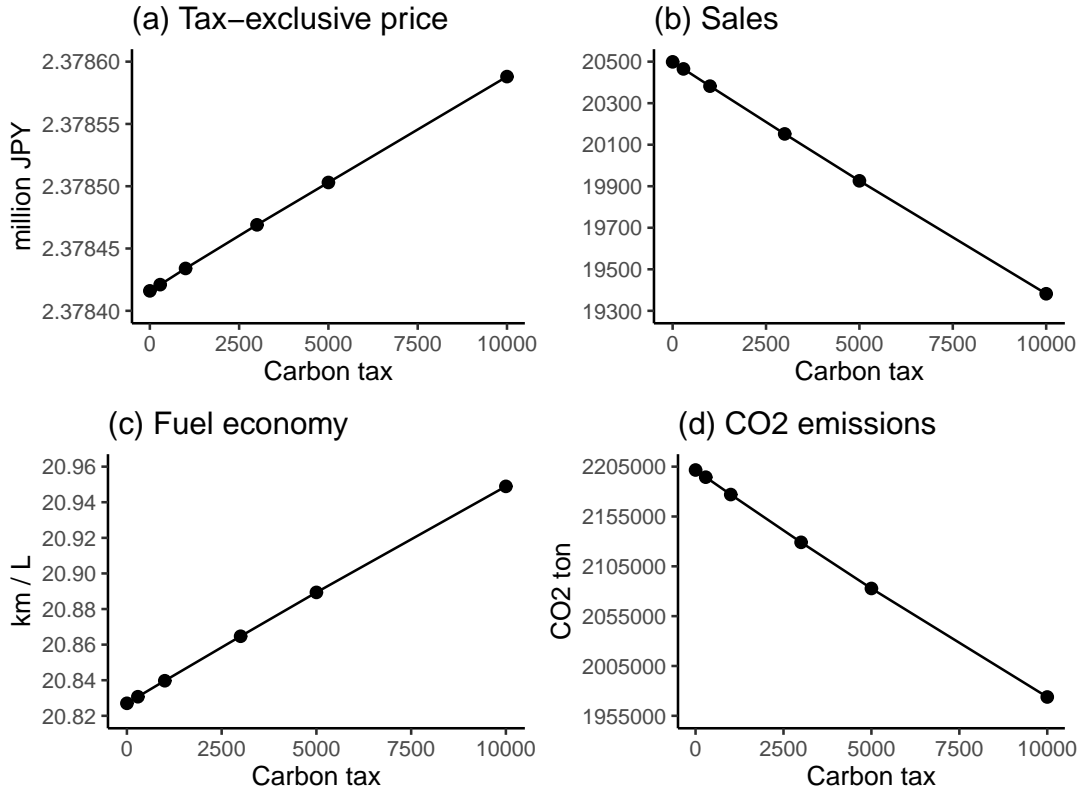 (a) Tax−exclusive price
million JPY
2.37860
2.37855
2.37850
2.37845
2.37840
0 2500 5000 7500 10000
Carbon tax
(b) Sales
20500
20300
20100
19900
19700
19500
19300
0 2500 5000 7500 10000
Carbon tax
(c) Fuel economy
km / L
20.96
20.94
20.92
20.90
20.88
20.86
20.84
20.82
0 2500 5000 7500 10000
Carbon tax
(d) CO2 emissions
CO2 ton
2205000
2155000
2105000
2055000
2005000
1955000
0 2500 5000 7500 10000
Carbon tax